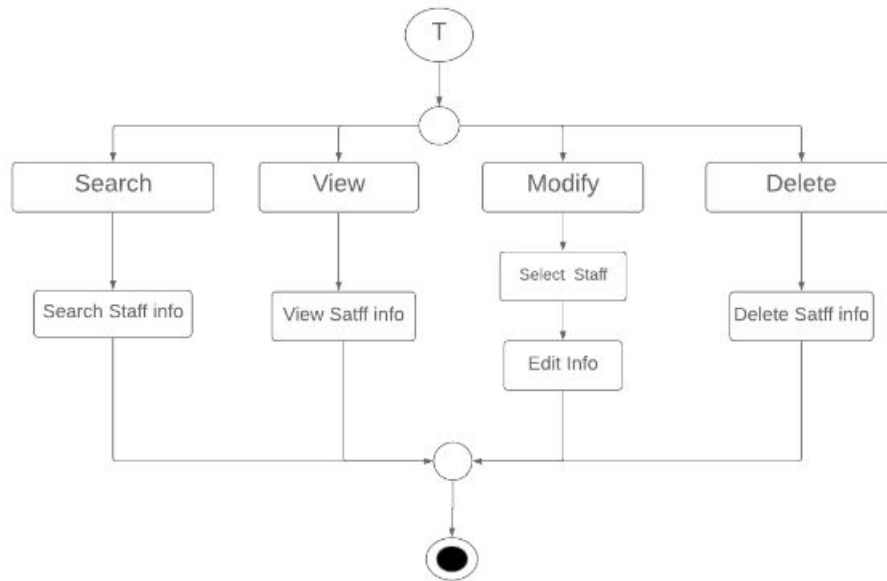 T
Search
View
Modify
Delete
Select Staff
Search Staff info
View Satff info
Delete Satff info
Edit Info